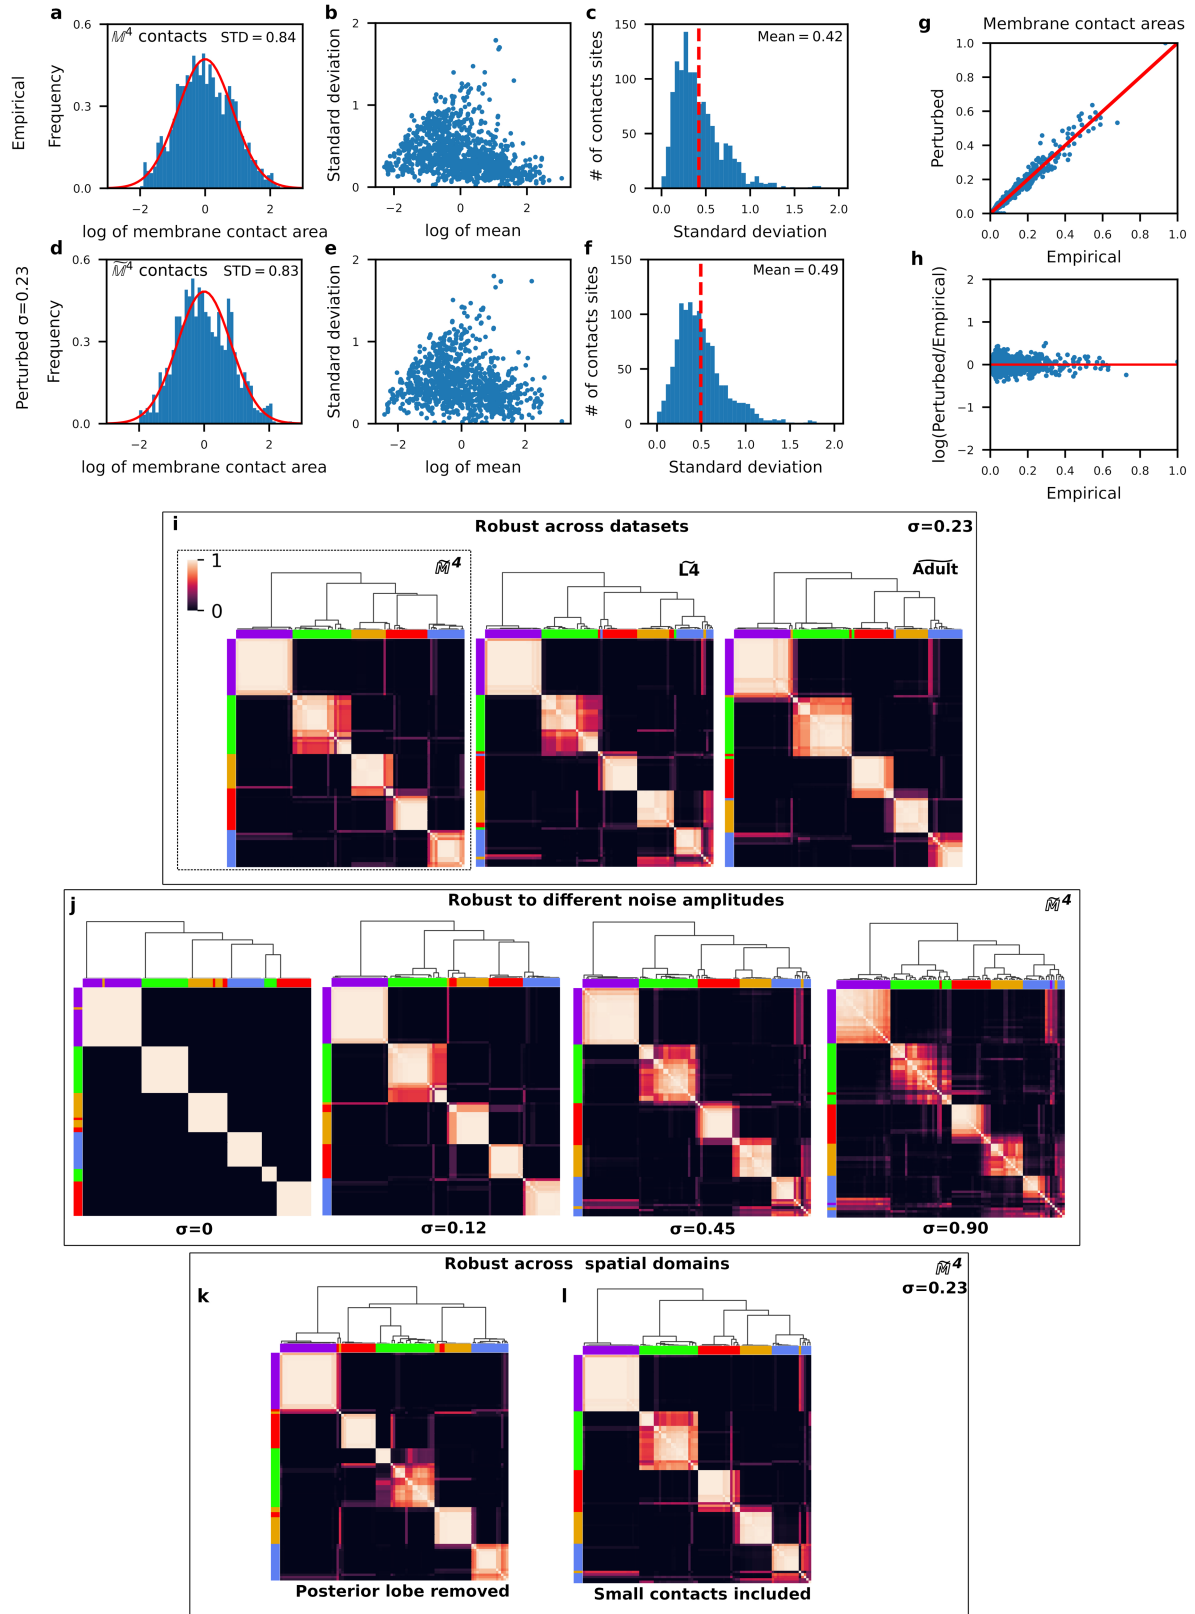 a
Empirical
Frequency
0.6
0.3
0.0
𝕄⁴ contacts
STD = 0.84
−2
0
2
log of membrane contact area
b
Standard deviation
2
1
0
−2
0
2
log of mean
c
# of contacts sites
150
100
50
0
Mean = 0.42
0.0
0.5
1.0
1.5
2.0
Standard deviation
g
Membrane contact areas
Perturbed
1.0
0.8
0.6
0.4
0.2
0.0
0.0
0.2
0.4
0.6
0.8
1.0
Empirical
d
Perturbed σ=0.23
Frequency
0.6
0.3
0.0
𝕄̃⁴ contacts
STD = 0.83
−2
0
2
log of membrane contact area
e
Standard deviation
2
1
0
−2
0
2
log of mean
f
# of contacts sites
150
100
50
0
Mean = 0.49
0.0
0.5
1.0
1.5
2.0
Standard deviation
h
log(Perturbed/Empirical)
2
1
0
−1
−2
0.0
0.2
0.4
0.6
0.8
1.0
Empirical
i
Robust across datasets
σ=0.23
1
0
𝕄̃⁴
L̃4
Adult
j
Robust to different noise amplitudes
𝕄̃⁴
σ=0
σ=0.12
σ=0.45
σ=0.90
Robust across spatial domains
𝕄̃⁴
σ=0.23
k
l
Posterior lobe removed
Small contacts included